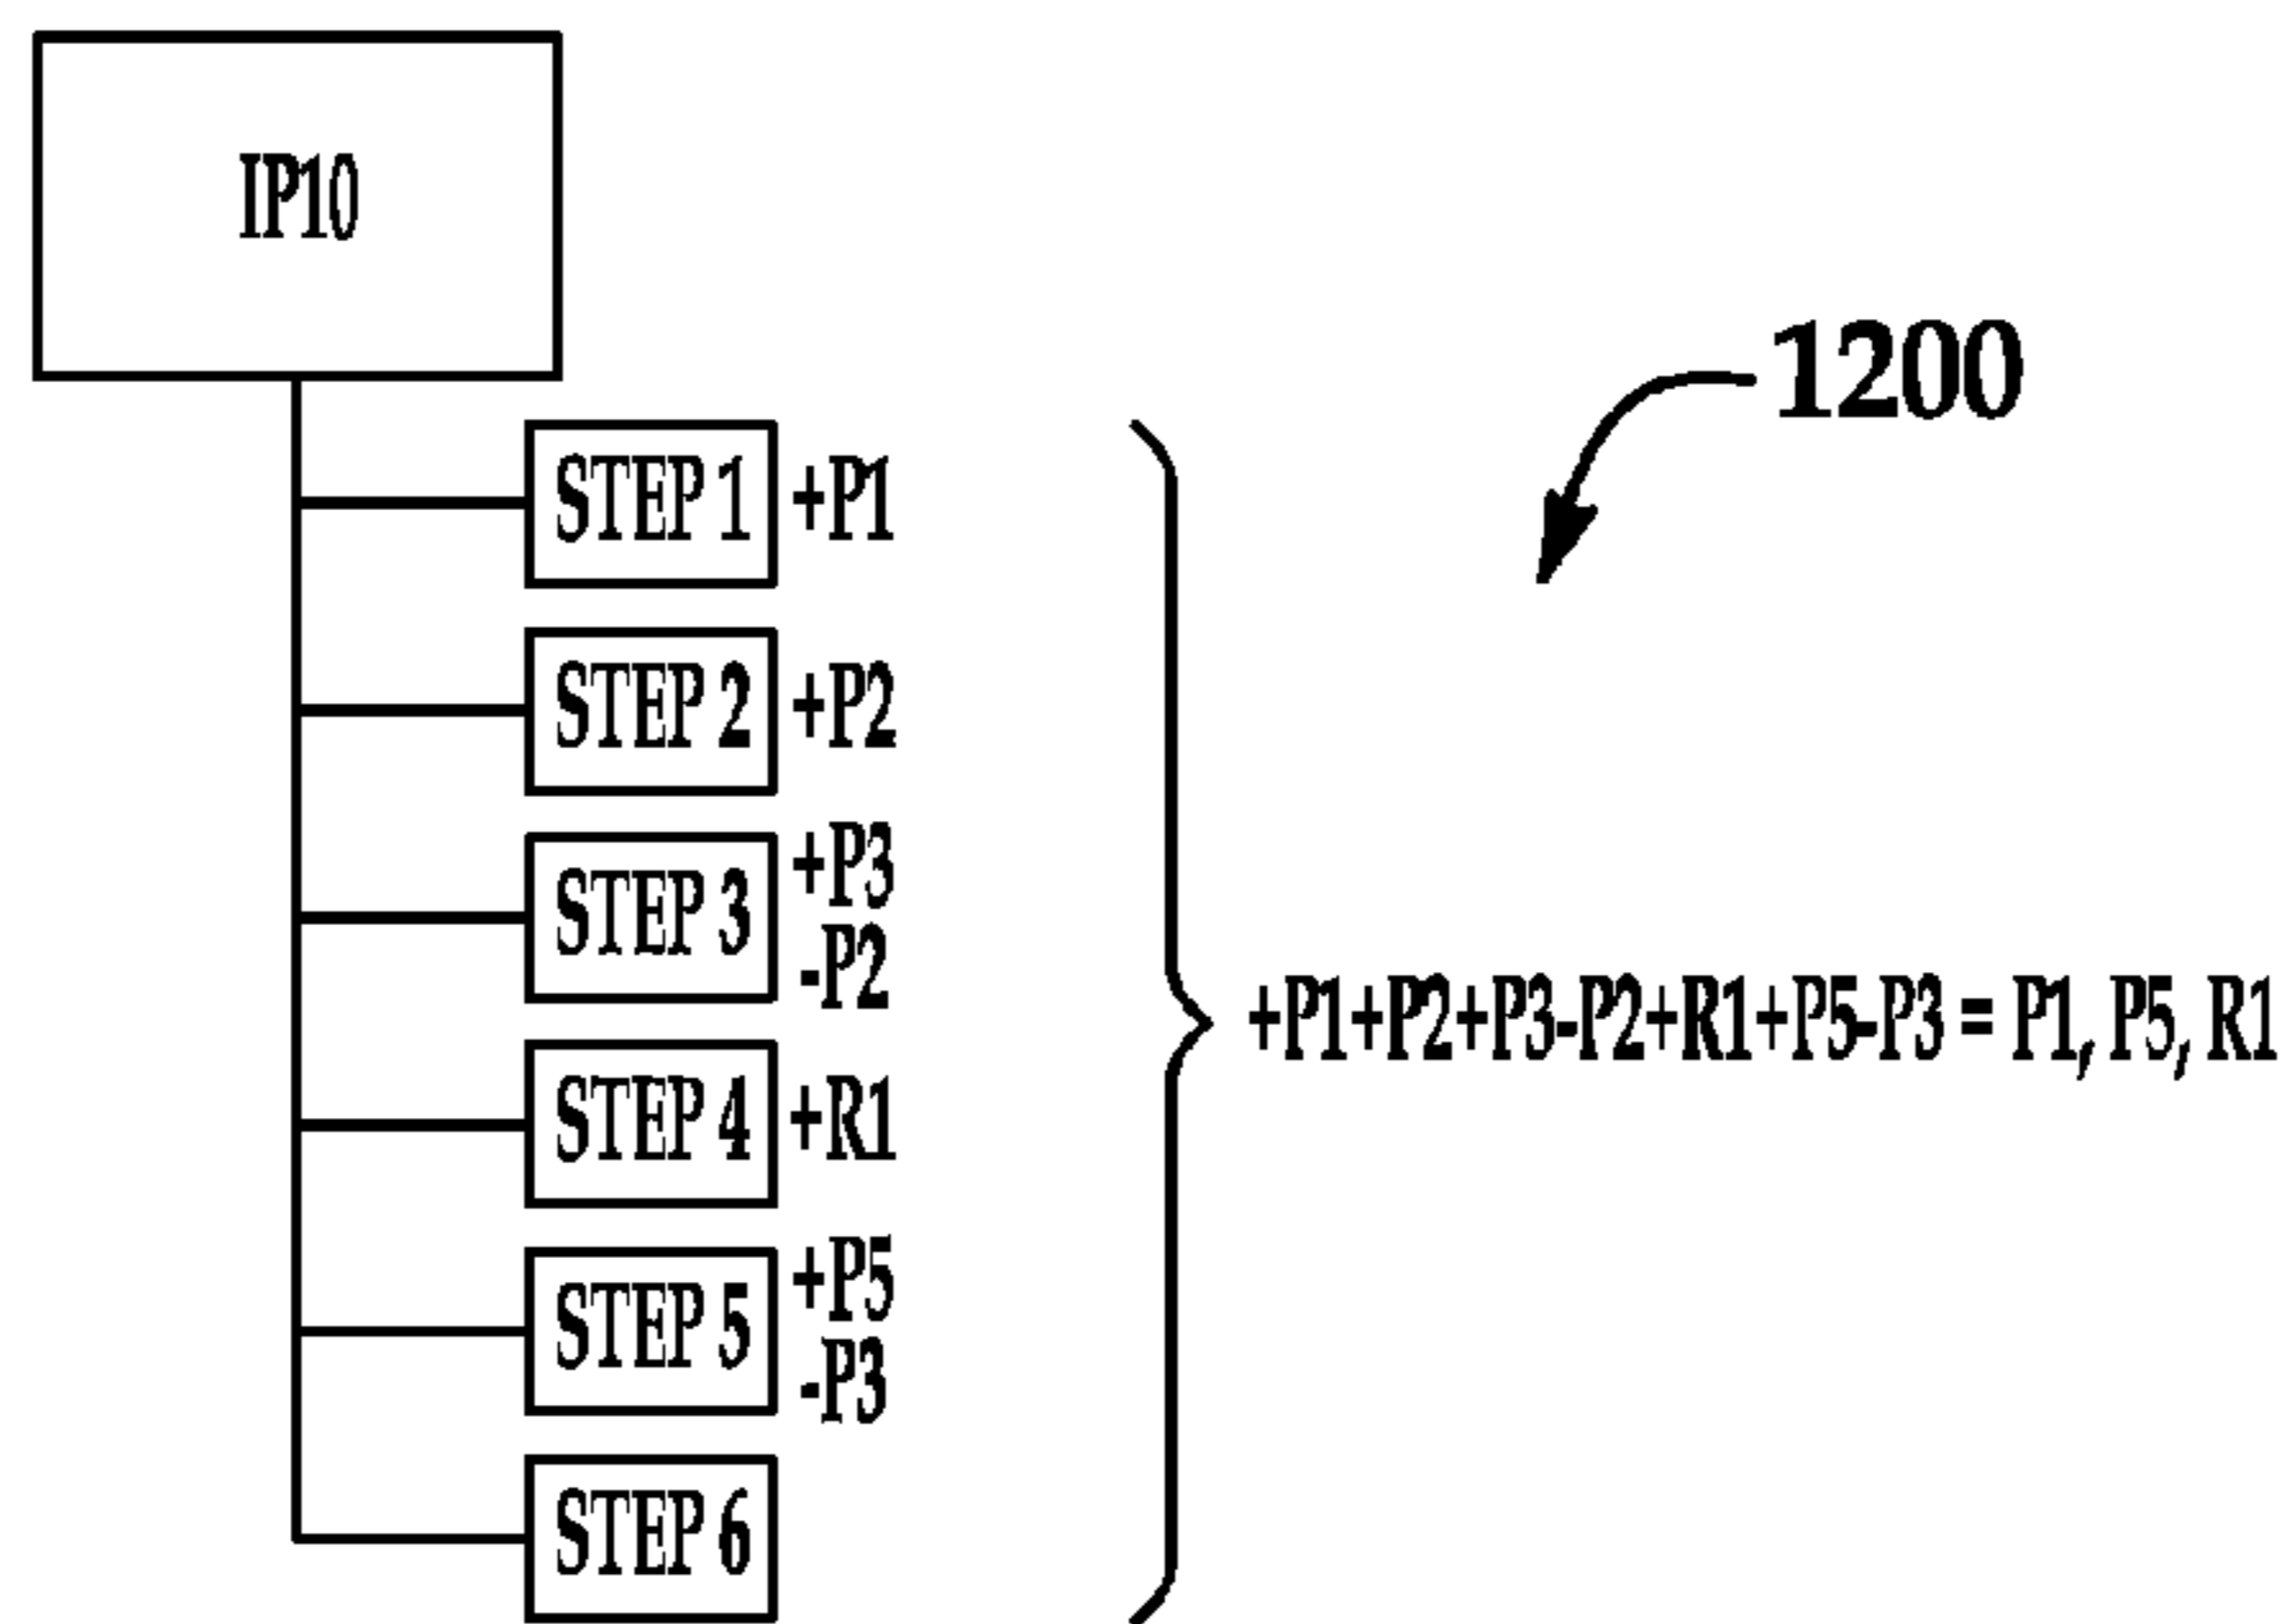 IP10
1200
STEP 1 +P1
STEP 2 +P2
+P3
STEP 3
-P2
+P1+P2+P3-P2+R1+P5-P3 = P1, P5, R1
STEP 4 +R1
+P5
STEP 5
-P3
STEP 6